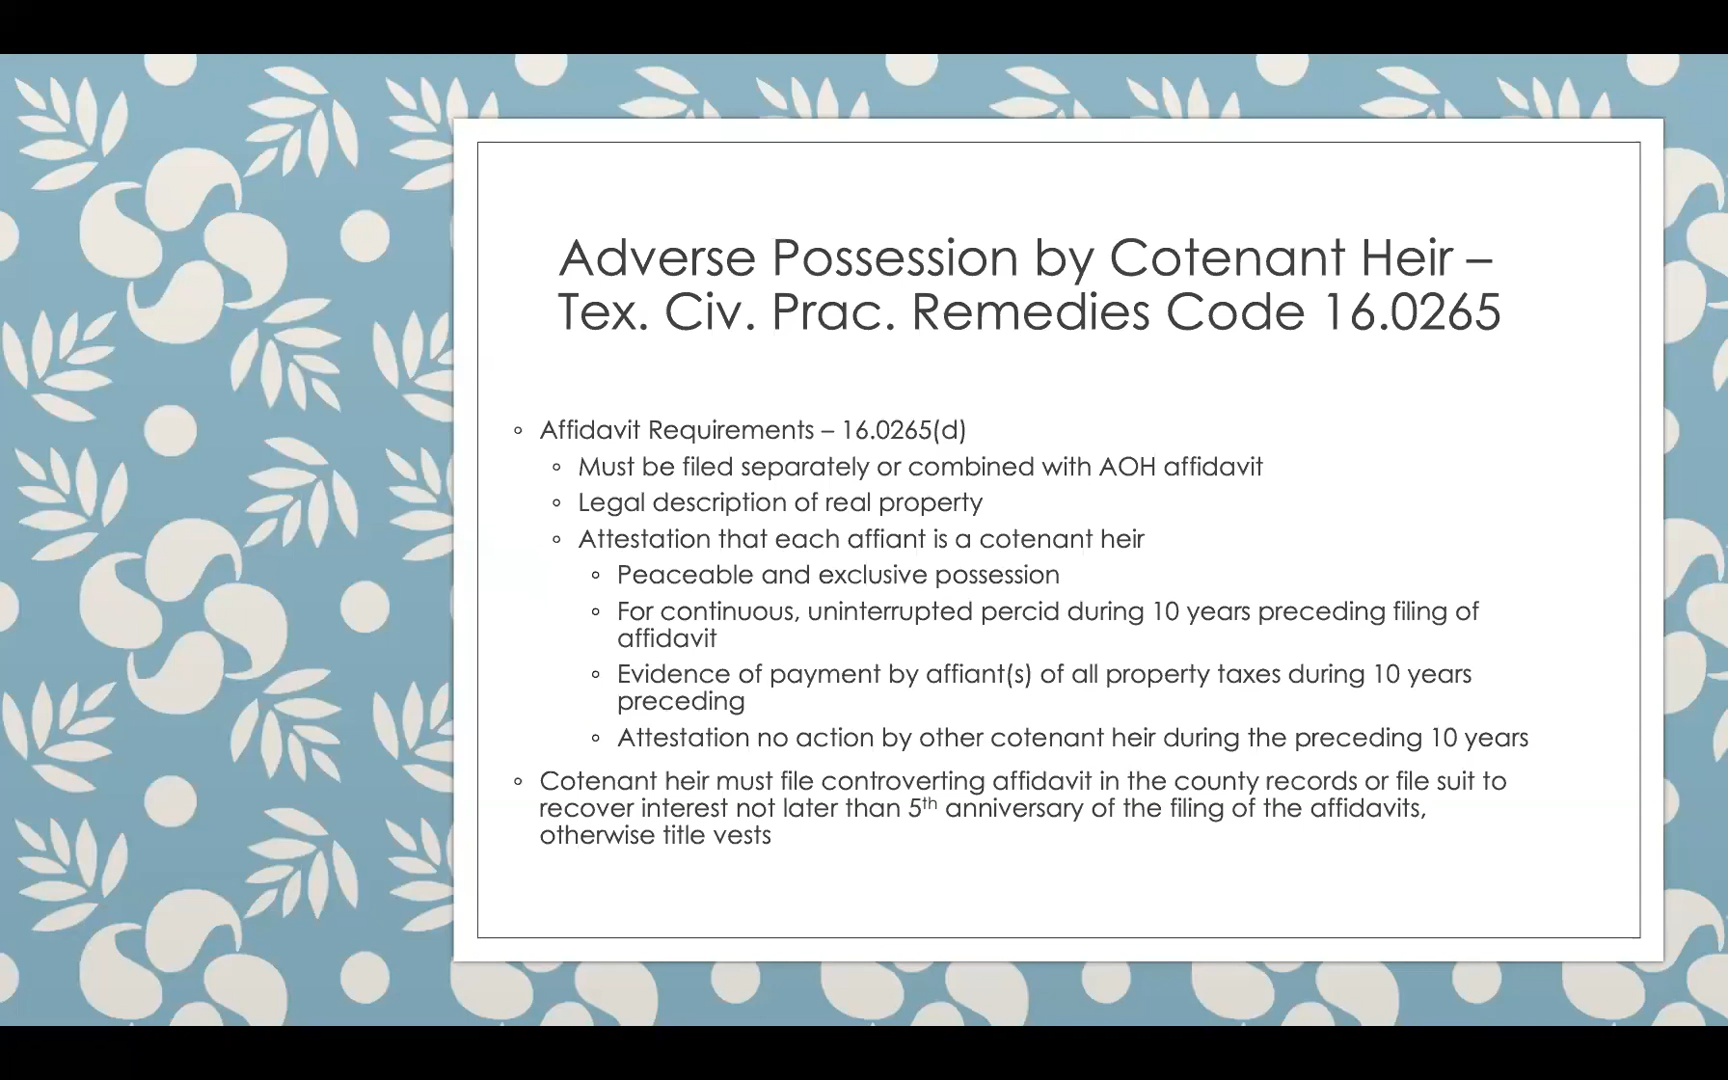 Adverse Possession by Cotenant Heir –
Tex. Civ. Prac. Remedies Code 16.0265
◦ Affidavit Requirements – 16.0265(d)
◦ Must be filed separately or combined with AOH affidavit
◦ Legal description of real property
◦ Attestation that each affiant is a cotenant heir
◦ Peaceable and exclusive possession
◦ For continuous, uninterrupted percid during 10 years preceding filing of
affidavit
◦ Evidence of payment by affiant(s) of all property taxes during 10 years
preceding
◦ Attestation no action by other cotenant heir during the preceding 10 years
◦ Cotenant heir must file controverting affidavit in the county records or file suit to
recover interest not later than 5th anniversary of the filing of the affidavits,
otherwise title vests